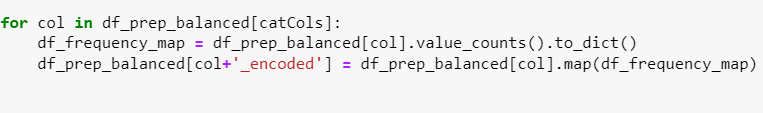 for col in df_prep_balanced[catCols]:
    df_frequency_map = df_prep_balanced[col].value_counts().to_dict()
    df_prep_balanced[col+'_encoded'] = df_prep_balanced[col].map(df_frequency_map)